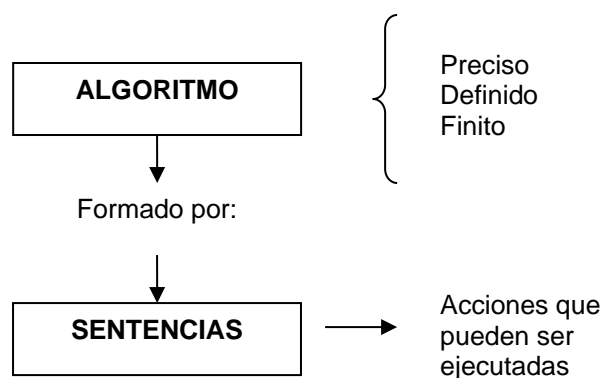 ALGORITMO
Preciso
Definido
Finito
Formado por:
SENTENCIAS
Acciones que
pueden ser
ejecutadas